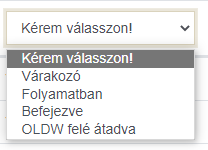 Kérem válasszon!
Kérem válasszon!
Várakozó
Folyamatban
Befejezve
OLDW felé átadva